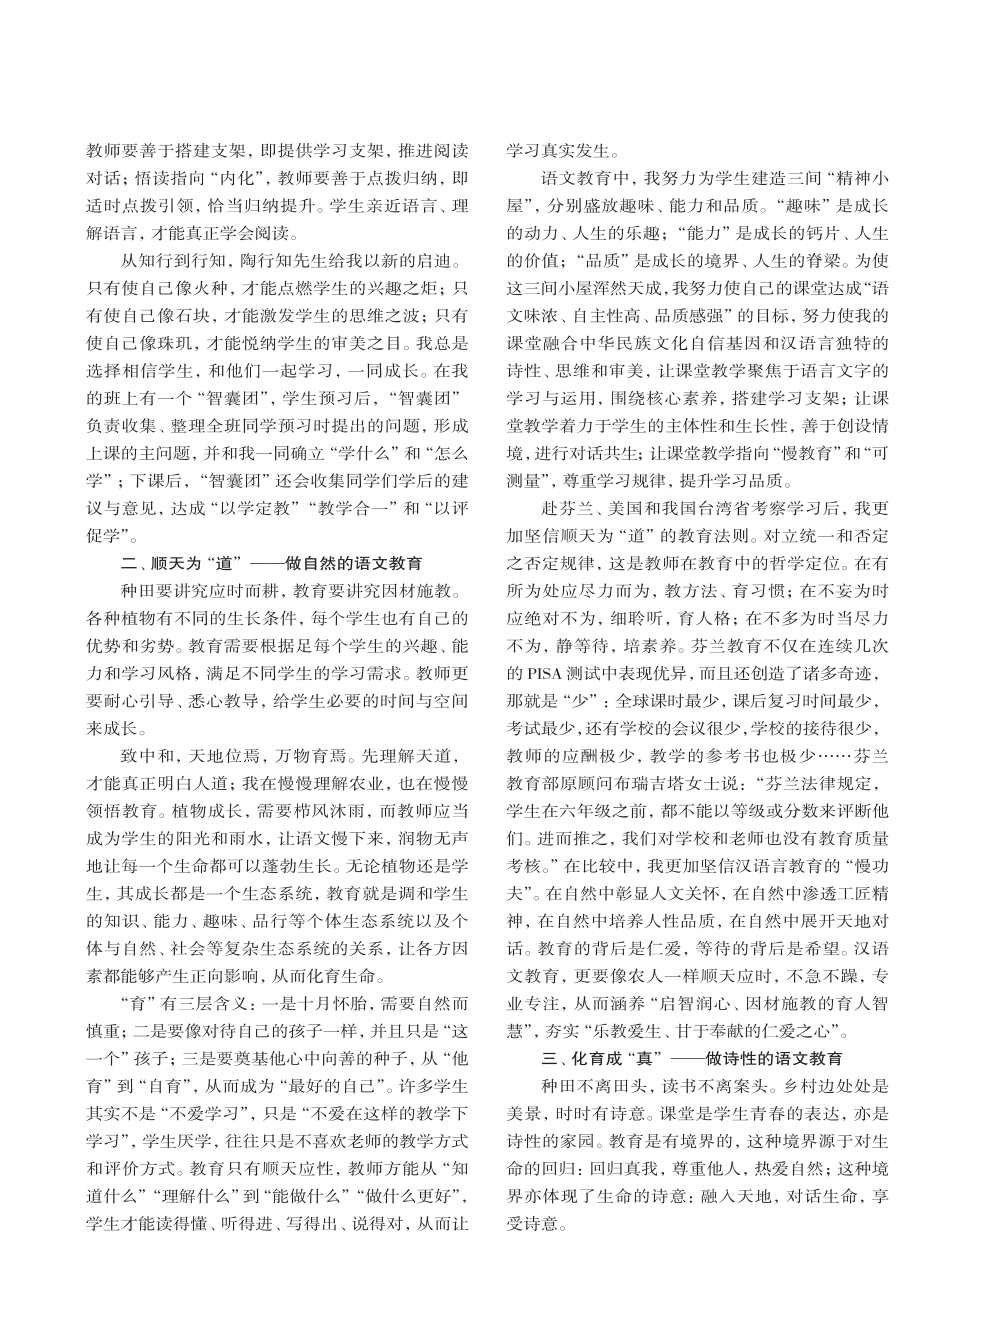 教师要善于搭建支架，即提供学习支架，推进阅读
对话；悟读指向“内化”，教师要善于点拨归纳，即
适时点拨引领，恰当归纳提升。学生亲近语言、理
解语言，才能真正学会阅读。
从知行到行知，陶行知先生给我以新的启迪。
只有使自己像火种，才能点燃学生的兴趣之炬；只
有使自己像石块，才能激发学生的思维之波；只有
使自己像珠玑，才能悦纳学生的审美之目。我总是
选择相信学生，和他们一起学习，一同成长。在我
的班上有一个“智囊团”，学生预习后，“智囊团”
负责收集、整理全班同学预习时提出的问题，形成
上课的主问题，并和我一同确立“学什么”和“怎么
学”；下课后，“智囊团”还会收集同学们学后的建
议与意见，达成“以学定教”“教学合一”和“以评
促学”。
二、顺天为“道”——做自然的语文教育
种田要讲究应时而耕，教育要讲究因材施教。
各种植物有不同的生长条件，每个学生也有自己的
优势和劣势。教育需要根据足每个学生的兴趣、能
力和学习风格，满足不同学生的学习需求。教师更
要耐心引导、悉心教导，给学生必要的时间与空间
来成长。
致中和，天地位焉，万物育焉。先理解天道，
才能真正明白人道；我在慢慢理解农业，也在慢慢
领悟教育。植物成长，需要栉风沐雨，而教师应当
成为学生的阳光和雨水，让语文慢下来，润物无声
地让每一个生命都可以蓬勃生长。无论植物还是学
生，其成长都是一个生态系统，教育就是调和学生
的知识、能力、趣味、品行等个体生态系统以及个
体与自然、社会等复杂生态系统的关系，让各方因
素都能够产生正向影响，从而化育生命。
“育”有三层含义：一是十月怀胎，需要自然而
慎重；二是要像对待自己的孩子一样，并且只是“这
一个”孩子；三是要奠基他心中向善的种子，从“他
育”到“自育”，从而成为“最好的自己”。许多学生
其实不是“不爱学习”，只是“不爱在这样的教学下
学习”，学生厌学，往往只是不喜欢老师的教学方式
和评价方式。教育只有顺天应性，教师方能从“知
道什么”“理解什么”到“能做什么”“做什么更好”，
学生才能读得懂、听得进、写得出、说得对，从而让
学习真实发生。
语文教育中，我努力为学生建造三间“精神小
屋”，分别盛放趣味、能力和品质。“趣味”是成长
的动力、人生的乐趣；“能力”是成长的钙片、人生
的价值；“品质”是成长的境界、人生的脊梁。为使
这三间小屋浑然天成，我努力使自己的课堂达成“语
文味浓、自主性高、品质感强”的目标，努力使我的
课堂融合中华民族文化自信基因和汉语言独特的
诗性、思维和审美，让课堂教学聚焦于语言文字的
学习与运用，围绕核心素养，搭建学习支架；让课
堂教学着力于学生的主体性和生长性，善于创设情
境，进行对话共生；让课堂教学指向“慢教育”和“可
测量”，尊重学习规律，提升学习品质。
赴芬兰、美国和我国台湾省考察学习后，我更
加坚信顺天为“道”的教育法则。对立统一和否定
之否定规律，这是教师在教育中的哲学定位。在有
所为处应尽力而为，教方法、育习惯；在不妄为时
应绝对不为，细聆听，育人格；在不多为时当尽力
不为，静等待，培素养。芬兰教育不仅在连续几次
的 PISA 测试中表现优异，而且还创造了诸多奇迹，
那就是“少”：全球课时最少，课后复习时间最少，
考试最少，还有学校的会议很少，学校的接待很少，
教师的应酬极少，教学的参考书也极少……芬兰
教育部原顾问布瑞吉塔女士说：“芬兰法律规定，
学生在六年级之前，都不能以等级或分数来评断他
们。进而推之，我们对学校和老师也没有教育质量
考核。”在比较中，我更加坚信汉语言教育的“慢功
夫”。在自然中彰显人文关怀，在自然中渗透工匠精
神，在自然中培养人性品质，在自然中展开天地对
话。教育的背后是仁爱，等待的背后是希望。汉语
文教育，更要像农人一样顺天应时，不急不躁，专
业专注，从而涵养“启智润心、因材施教的育人智
慧”，夯实“乐教爱生、甘于奉献的仁爱之心”。
三、化育成“真”——做诗性的语文教育
种田不离田头，读书不离案头。乡村边处处是
美景，时时有诗意。课堂是学生青春的表达，亦是
诗性的家园。教育是有境界的，这种境界源于对生
命的回归：回归真我，尊重他人，热爱自然；这种境
界亦体现了生命的诗意：融入天地，对话生命，享
受诗意。